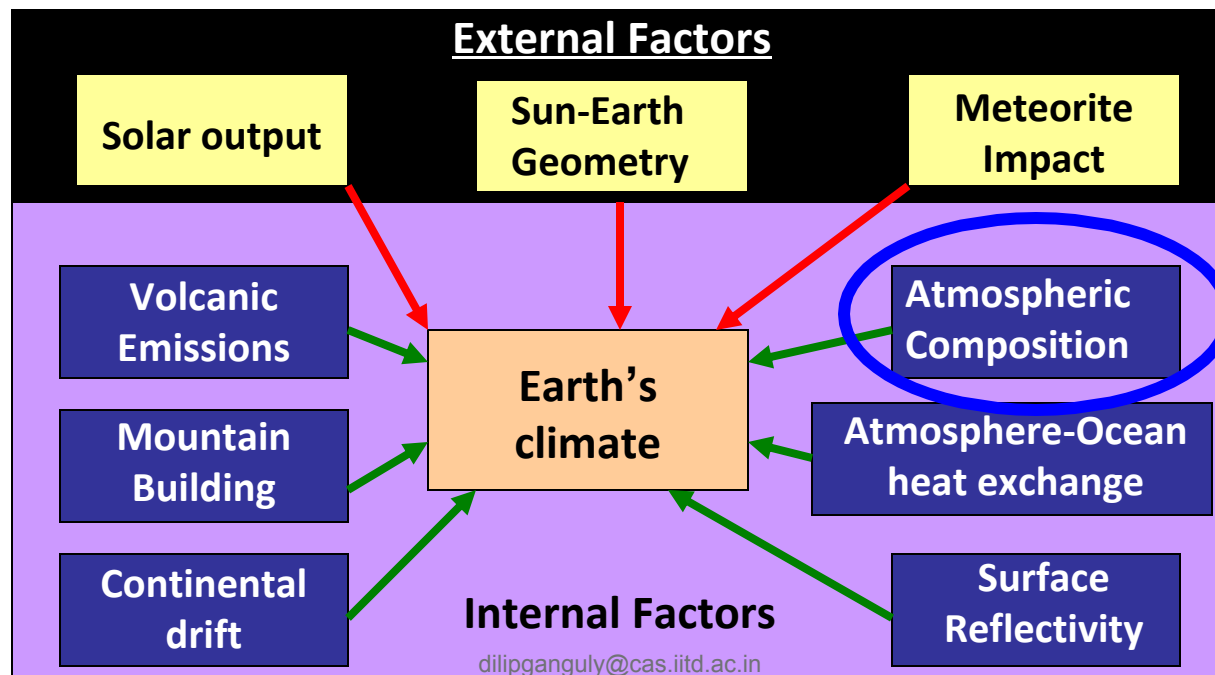 External Factors
Solar output
Sun-Earth
Geometry
Meteorite
Impact
Volcanic
Emissions
Atmospheric
Composition
Earth’s
climate
Mountain
Building
Atmosphere-Ocean
heat exchange
Continental
drift
Internal Factors
Surface
Reflectivity
dilipganguly@cas.iitd.ac.in